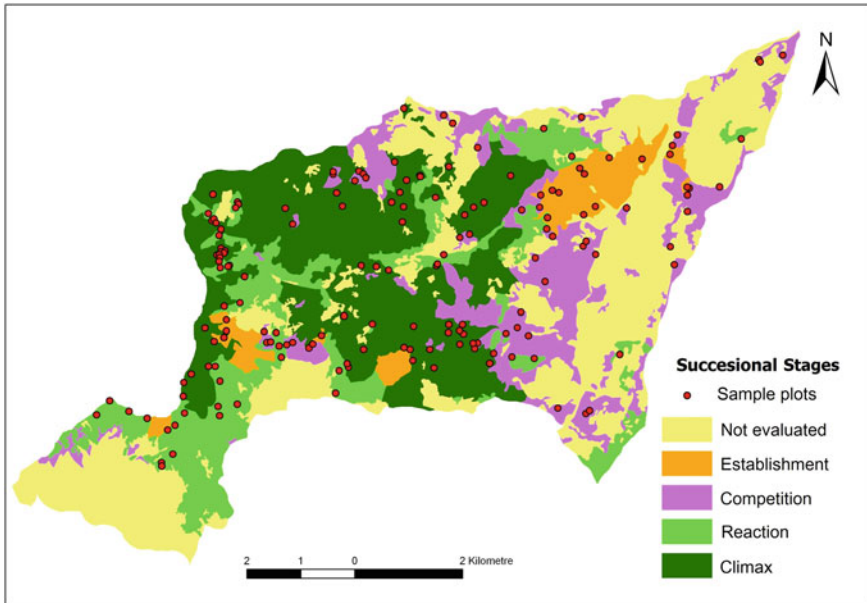 N
Succesional Stages
Sample plots
Not evaluated
Establishment
Competition
Reaction
Climax
2 1 0 2 Kilometre